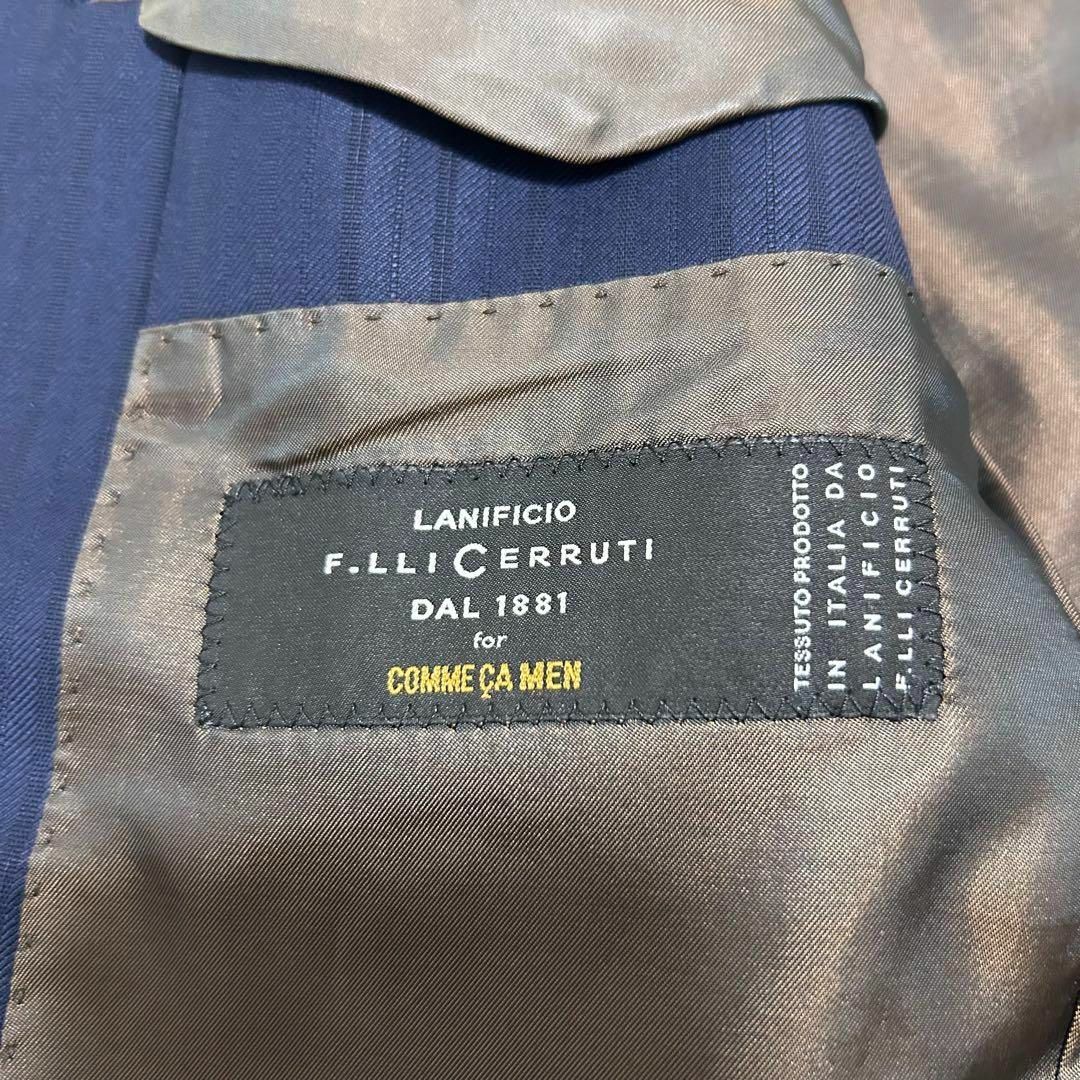 LANIFICIO
F.LLI CERRUTI
DAL 1881
for
COMME ÇA MEN
TESSUTO PRODOTTO
IN ITALIA DA
LANIFICIO
F.LLI CERRUTI